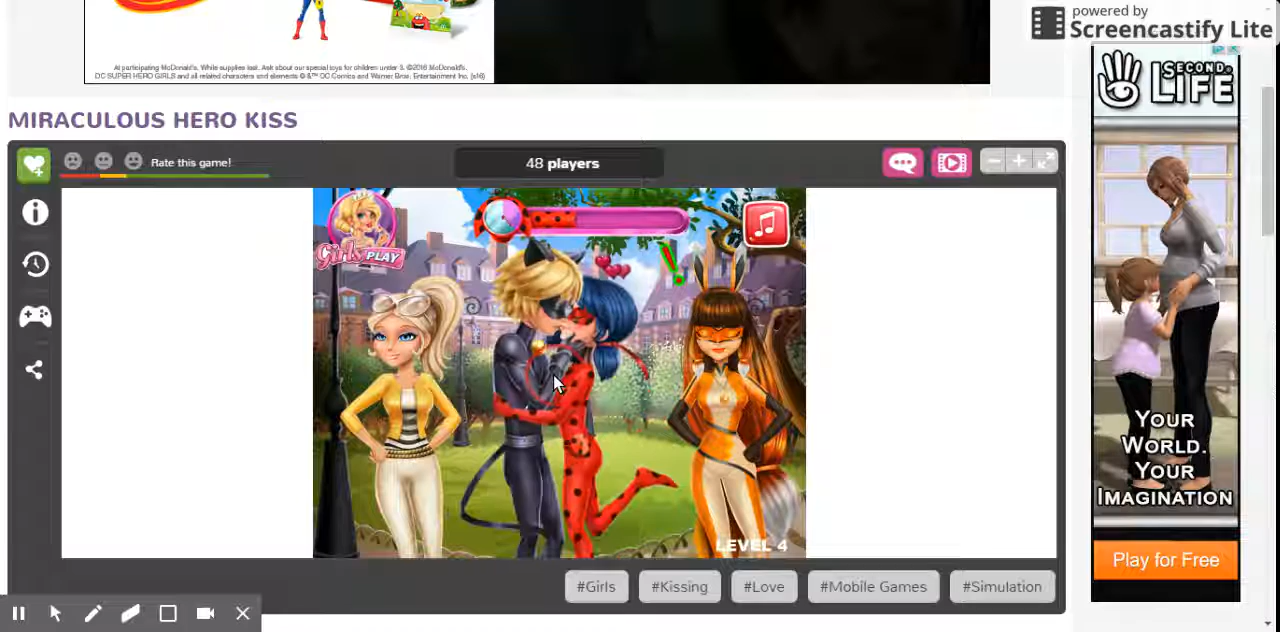 powered by
Screencastify Lite
At participating McDonald's. While supplies last. Ask about our special toys for children under 3. ©2016 McDonald's.
DC SUPER HERO GIRLS and all related characters and elements © & ™ DC Comics and Warner Bros. Entertainment Inc. (s16)
SECOND
LIFE
MIRACULOUS HERO KISS
Rate this game!
48 players
Girls PLAY
LEVEL 4
YOUR
WORLD.
YOUR
IMAGINATION
Play for Free
#Girls #Kissing #Love #Mobile Games #Simulation